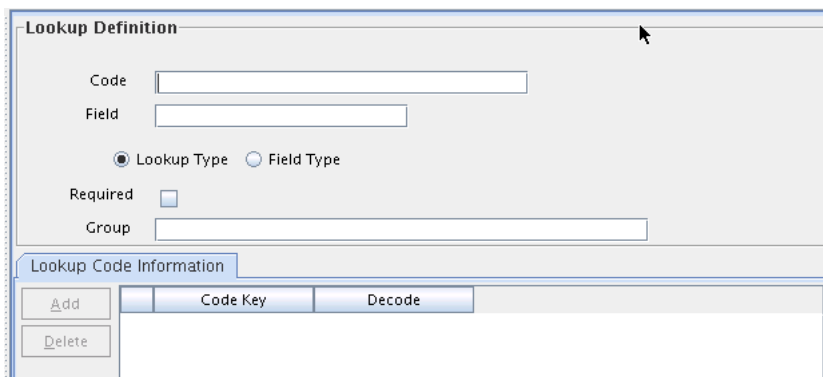 Lookup Definition
Code
Field
Lookup Type Field Type
Required
Group
Lookup Code Information
Add Code Key Decode
Delete